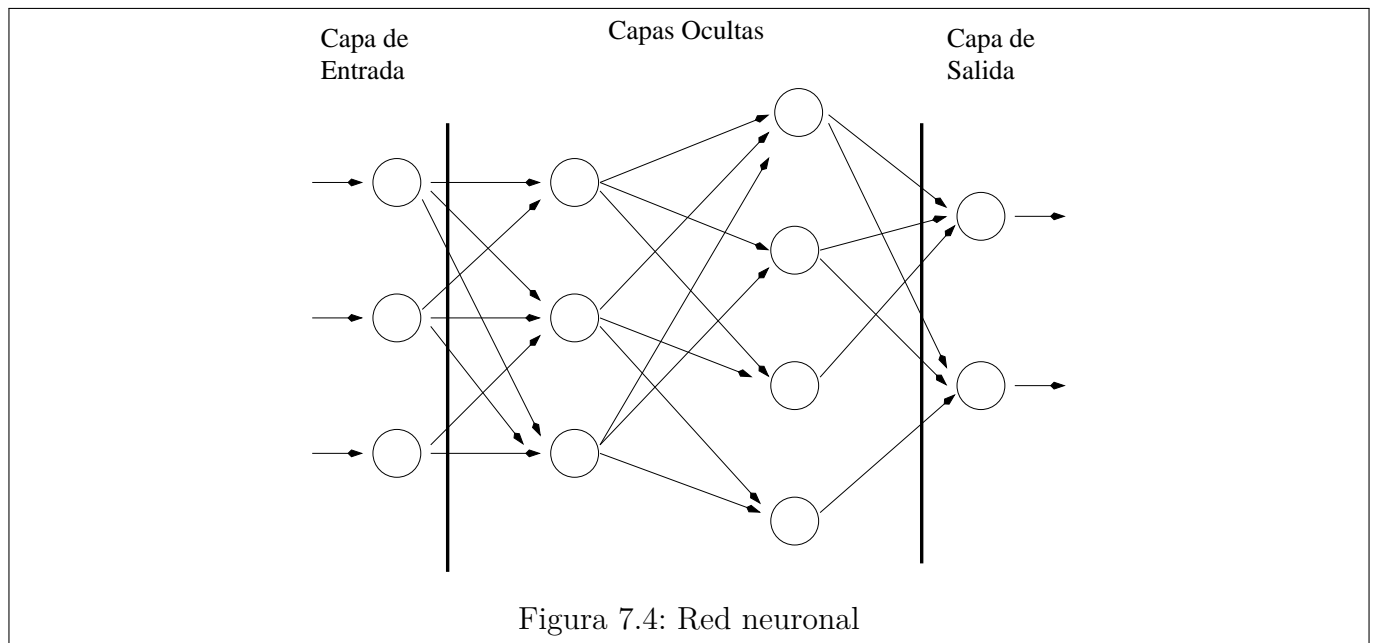 Capa de
Entrada
Capas Ocultas
Capa de
Salida
Figura 7.4: Red neuronal